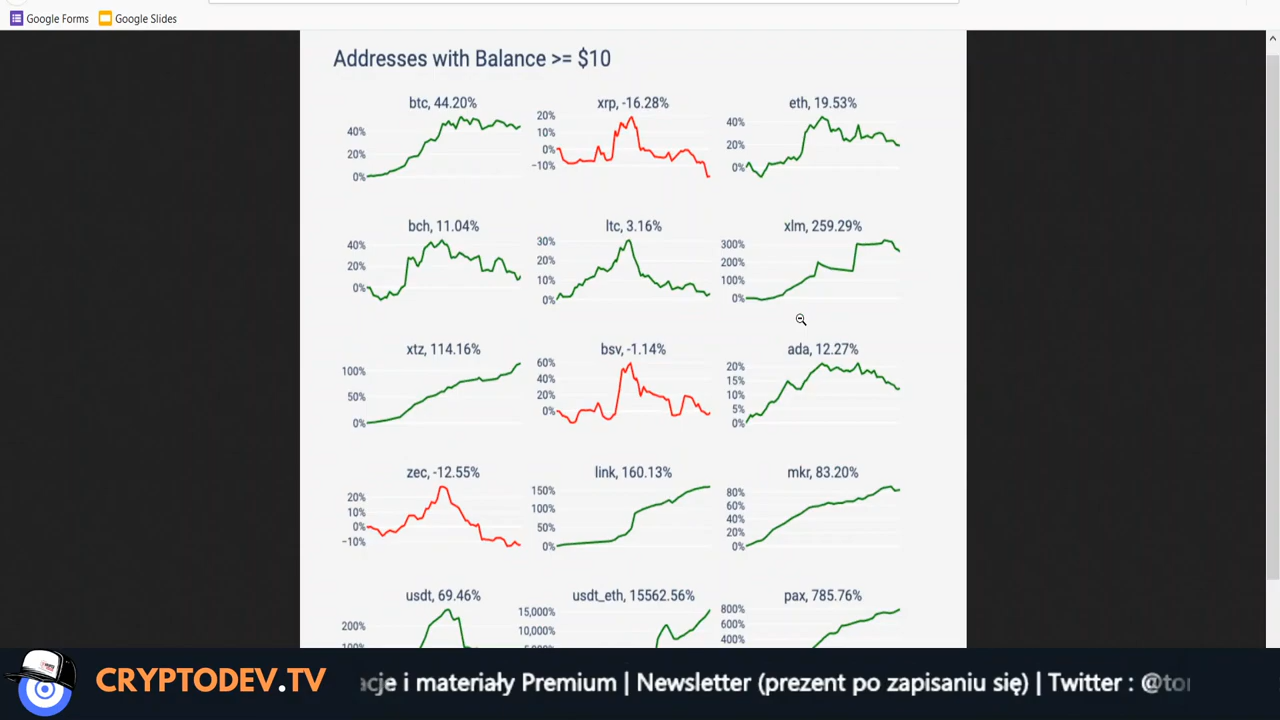 Google Forms Google Slides
Addresses with Balance >= $10
btc, 44.20% xrp, -16.28% eth, 19.53%
40% 20% 0%
20% 10% 0% −10%
40% 20% 0%
bch, 11.04% ltc, 3.16% xlm, 259.29%
40% 20% 0%
30% 20% 10% 0%
300% 200% 100% 0%
xtz, 114.16% bsv, -1.14% ada, 12.27%
100% 50% 0%
60% 40% 20% 0%
20% 15% 10% 5% 0%
zec, -12.55% link, 160.13% mkr, 83.20%
20% 10% 0% −10%
150% 100% 50% 0%
80% 60% 40% 20% 0%
usdt, 69.46% usdt_eth, 15562.56% pax, 785.76%
200%
15,000% 10,000%
800% 600% 400%
CRYPTODEV.TV
acje i materiały Premium | Newsletter (prezent po zapisaniu się) | Twitter : @to